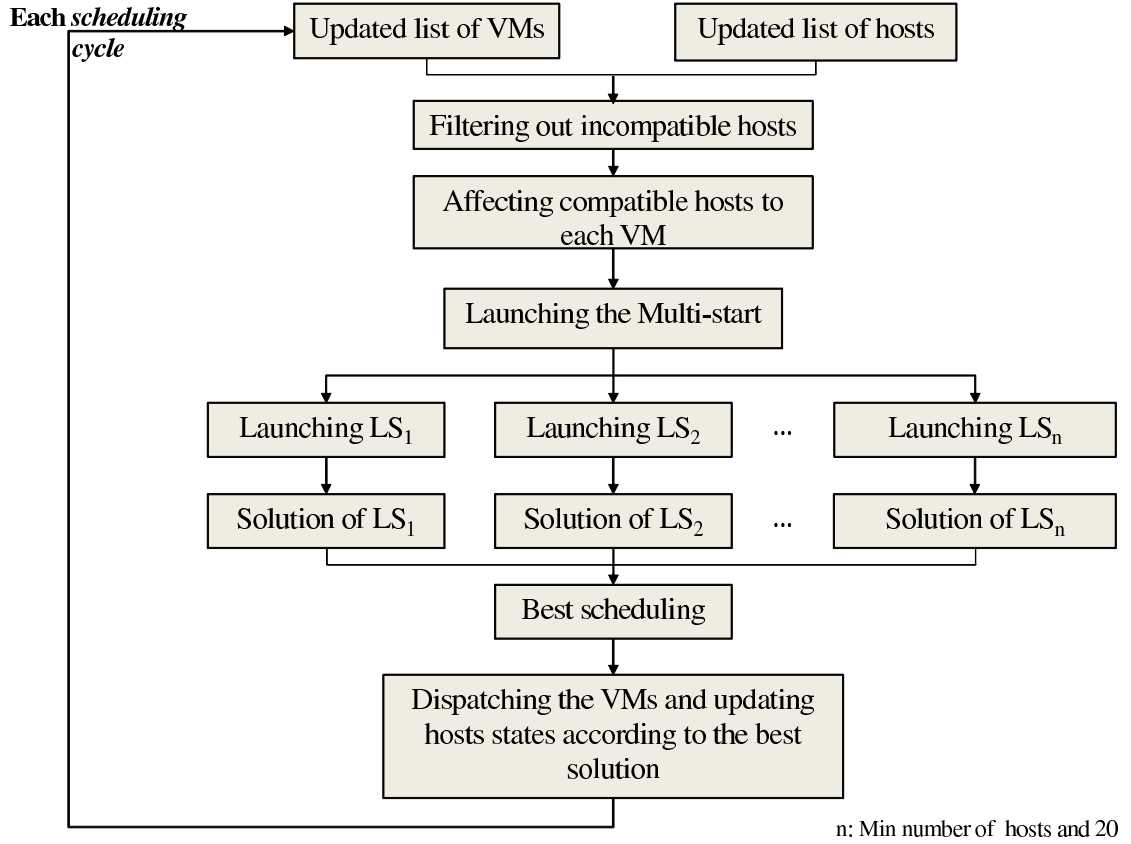 Each scheduling
cycle
Updated list of VMs
Updated list of hosts
Filtering out incompatible hosts
Affecting compatible hosts to
each VM
Launching the Multi-start
Launching LS1
Launching LS2
...
Launching LSn
Solution of LS1
Solution of LS2
...
Solution of LSn
Best scheduling
Dispatching the VMs and updating
hosts states according to the best
solution
n: Min number of hosts and 20